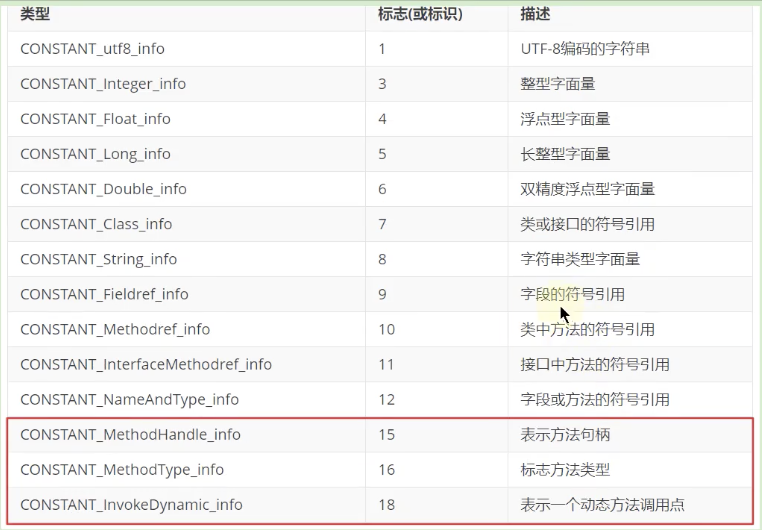 类型 标志(或标识) 描述
CONSTANT_utf8_info 1 UTF-8编码的字符串
CONSTANT_Integer_info 3 整型字面量
CONSTANT_Float_info 4 浮点型字面量
CONSTANT_Long_info 5 长整型字面量
CONSTANT_Double_info 6 双精度浮点型字面量
CONSTANT_Class_info 7 类或接口的符号引用
CONSTANT_String_info 8 字符串类型字面量
CONSTANT_Fieldref_info 9 字段的符号引用
CONSTANT_Methodref_info 10 类中方法的符号引用
CONSTANT_InterfaceMethodref_info 11 接口中方法的符号引用
CONSTANT_NameAndType_info 12 字段或方法的符号引用
CONSTANT_MethodHandle_info 15 表示方法句柄
CONSTANT_MethodType_info 16 标志方法类型
CONSTANT_InvokeDynamic_info 18 表示一个动态方法调用点